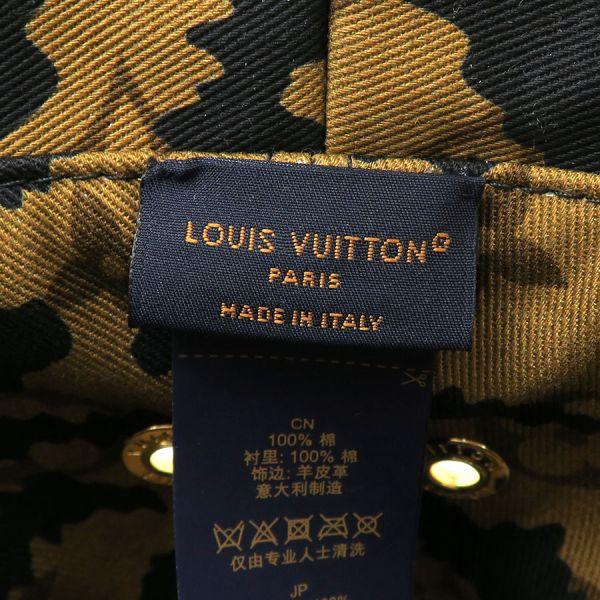 LOUIS VUITTON®
PARIS
MADE IN ITALY
CN
100% 棉
衬里: 100% 棉
饰边: 羊皮革
意大利制造
仅由专业人士清洗
JP